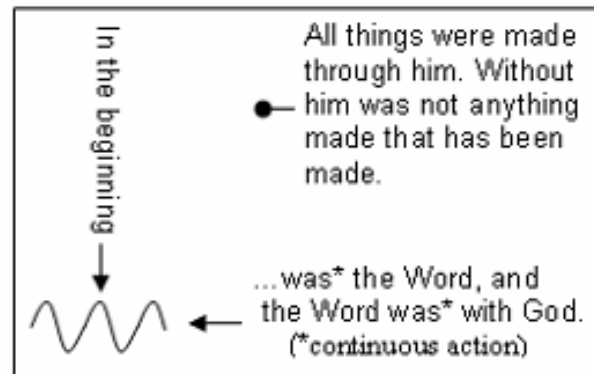 In the beginning
All things were made
through him. Without
him was not anything
made that has been
made.
...was* the Word, and
the Word was* with God.
(*continuous action)